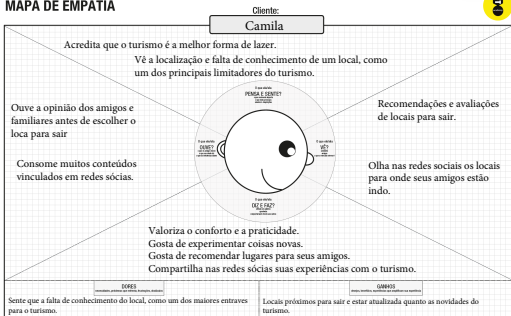 MAPA DE EMPATIA
Cliente:
Camila
Acredita que o turismo é a melhor forma de lazer.
Vê a localização e falta de conhecimento de um local, como
um dos principais limitadores do turismo.
Ouve a opinião dos amigos e
familiares antes de escolher o
loca para sair
Consome muitos conteúdos
vinculados em redes sócias.
PENSA E SENTE?
OUVE?
VÊ?
DIZ E FAZ?
Recomendações e avaliações
de locais para sair.
Olha nas redes sociais os locais
para onde seus amigos estão
indo.
Valoriza o conforto e a praticidade.
Gosta de experimentar coisas novas.
Gosta de recomendar lugares para seus amigos.
Compartilha nas redes sócias suas experiências com o turismo.
DORES
Sente que a falta de conhecimento do local, como um dos maiores entraves
para o turismo.
GANHOS
Locais próximos para sair e estar atualizada quanto as novidades do
turismo.